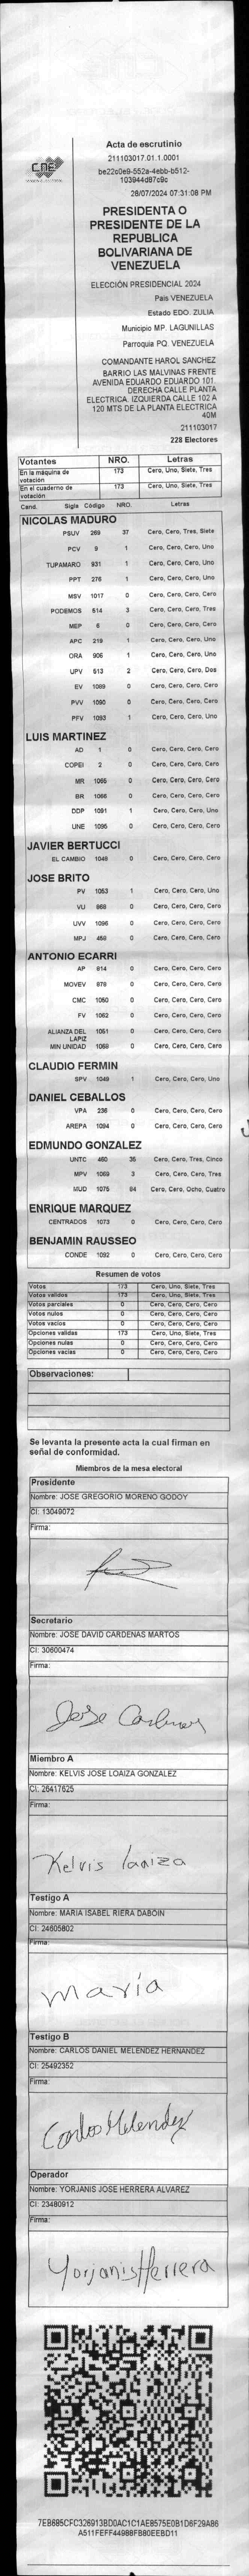 CNE
Acta de escrutinio
211103017.01.1.0001
be22c0e9-552a-4ebb-b512-
103944d87c9c
28/07/2024 07:31:08 PM
PRESIDENTA O
PRESIDENTE DE LA
REPUBLICA
BOLIVARIANA DE
VENEZUELA
ELECCIÓN PRESIDENCIAL 2024
País VENEZUELA
Estado EDO. ZULIA
Municipio MP. LAGUNILLAS
Parroquia PQ. VENEZUELA
COMANDANTE HAROL SANCHEZ
BARRIO LAS MALVINAS FRENTE
AVENIDA EDUARDO EDUARDO 101.
DERECHA CALLE PLANTA
ELECTRICA. IZQUIERDA CALLE 102 A
120 MTS DE LA PLANTA ELECTRICA
40M
211103017
228 Electores
Votantes NRO. Letras
En la máquina de votación 173 Cero, Uno, Siete, Tres
En el cuaderno de votación 173 Cero, Uno, Siete, Tres
Cand. Sigla Código NRO. Letras
NICOLAS MADURO
PSUV 269 37 Cero, Cero, Tres, Siete
PCV 9 1 Cero, Cero, Cero, Uno
TUPAMARO 931 1 Cero, Cero, Cero, Uno
PPT 276 1 Cero, Cero, Cero, Uno
MSV 1017 0 Cero, Cero, Cero, Cero
PODEMOS 514 3 Cero, Cero, Cero, Tres
MEP 6 0 Cero, Cero, Cero, Cero
APC 219 1 Cero, Cero, Cero, Uno
ORA 906 1 Cero, Cero, Cero, Uno
UPV 513 2 Cero, Cero, Cero, Dos
EV 1089 0 Cero, Cero, Cero, Cero
PVV 1090 0 Cero, Cero, Cero, Cero
PFV 1093 1 Cero, Cero, Cero, Uno
LUIS MARTINEZ
AD 1 0 Cero, Cero, Cero, Cero
COPEI 2 0 Cero, Cero, Cero, Cero
MR 1065 0 Cero, Cero, Cero, Cero
BR 1066 0 Cero, Cero, Cero, Cero
DDP 1091 1 Cero, Cero, Cero, Uno
UNE 1095 0 Cero, Cero, Cero, Cero
JAVIER BERTUCCI
EL CAMBIO 1048 0 Cero, Cero, Cero, Cero
JOSE BRITO
PV 1053 1 Cero, Cero, Cero, Uno
VU 868 0 Cero, Cero, Cero, Cero
UVV 1096 0 Cero, Cero, Cero, Cero
MPJ 458 0 Cero, Cero, Cero, Cero
ANTONIO ECARRI
AP 814 0 Cero, Cero, Cero, Cero
MOVEV 878 0 Cero, Cero, Cero, Cero
CMC 1050 0 Cero, Cero, Cero, Cero
FV 1062 0 Cero, Cero, Cero, Cero
ALIANZA DEL LAPIZ 1051 0 Cero, Cero, Cero, Cero
MIN UNIDAD 1058 0 Cero, Cero, Cero, Cero
CLAUDIO FERMIN
SPV 1049 1 Cero, Cero, Cero, Uno
DANIEL CEBALLOS
VPA 236 0 Cero, Cero, Cero, Cero
AREPA 1094 0 Cero, Cero, Cero, Cero
EDMUNDO GONZALEZ
UNTC 460 35 Cero, Cero, Tres, Cinco
MPV 1069 3 Cero, Cero, Cero, Tres
MUD 1075 84 Cero, Cero, Ocho, Cuatro
ENRIQUE MARQUEZ
CENTRADOS 1073 0 Cero, Cero, Cero, Cero
BENJAMIN RAUSSEO
CONDE 1092 0 Cero, Cero, Cero, Cero
Resumen de votos
Votos 173 Cero, Uno, Siete, Tres
Votos validos 173 Cero, Uno, Siete, Tres
Votos parciales 0 Cero, Cero, Cero, Cero
Votos nulos 0 Cero, Cero, Cero, Cero
Votos vacios 0 Cero, Cero, Cero, Cero
Opciones validas 173 Cero, Uno, Siete, Tres
Opciones nulas 0 Cero, Cero, Cero, Cero
Opciones vacias 0 Cero, Cero, Cero, Cero
Observaciones:
Se levanta la presente acta la cual firman en
señal de conformidad.
Miembros de la mesa electoral
Presidente
Nombre: JOSE GREGORIO MORENO GODOY
CI: 13049072
Firma:
Secretario
Nombre: JOSE DAVID CARDENAS MARTOS
CI: 30600474
Firma:
Jose Cardenas
Miembro A
Nombre: KELVIS JOSE LOAIZA GONZALEZ
CI: 26417625
Firma:
Kelvis loaiza
Testigo A
Nombre: MARIA ISABEL RIERA DABOIN
CI: 24605802
Firma:
maría
Testigo B
Nombre: CARLOS DANIEL MELENDEZ HERNANDEZ
CI: 25492352
Firma:
Carlos Melendez
Operador
Nombre: YORJANIS JOSE HERRERA ALVAREZ
CI: 23480912
Firma:
Yorjanis Herrera
7EB685CFC326913BD0AC1C1AE8575E0B1D6F29AB6
A511FEFF44988FB80EEBD11